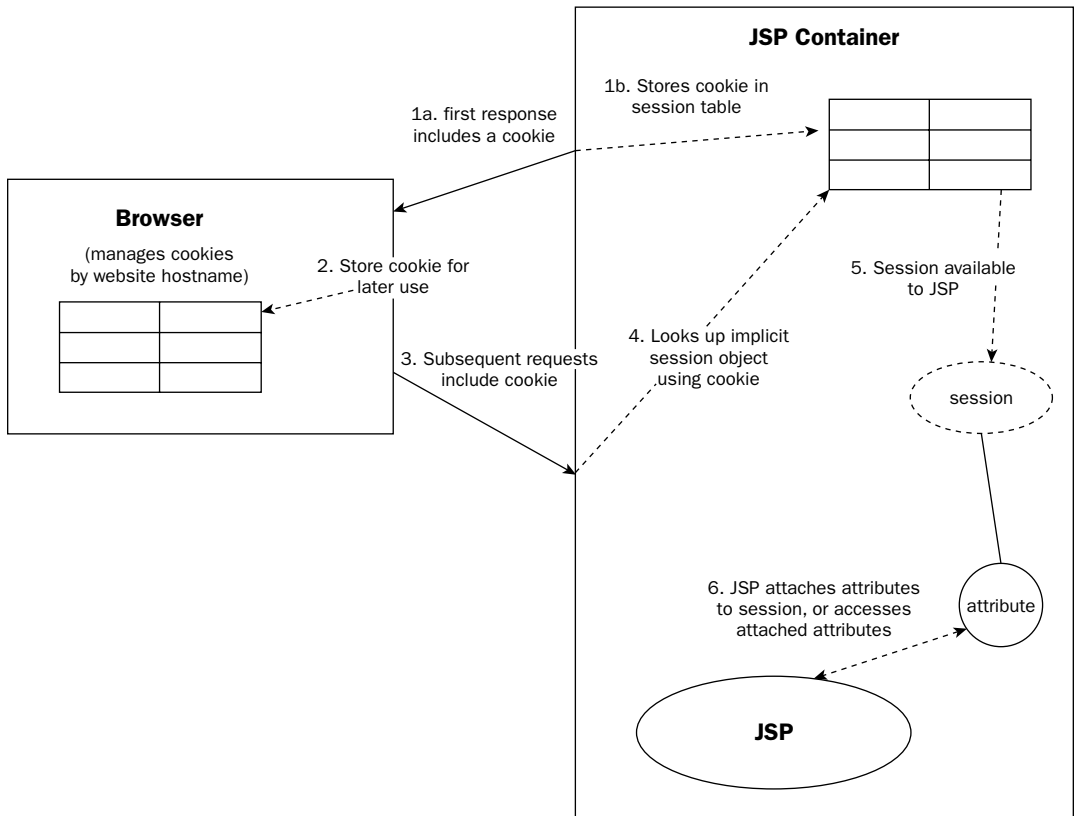 JSP Container
1b. Stores cookie in
session table
1a. first response
includes a cookie
Browser
(manages cookies
by website hostname)
2. Store cookie for
later use
5. Session available
to JSP
3. Subsequent requests
include cookie
4. Looks up implicit
session object
using cookie
session
6. JSP attaches attributes
to session, or accesses
attached attributes
attribute
JSP